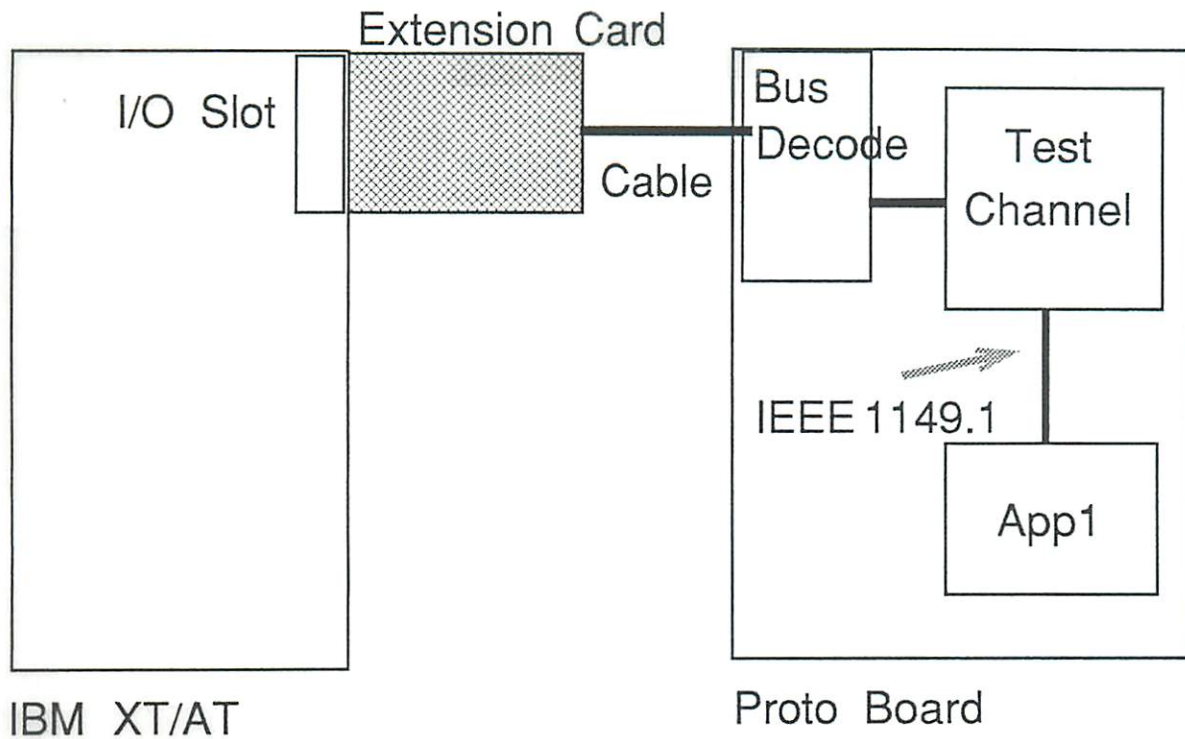 Extension Card
I/O Slot
Cable
Bus
Decode
Test
Channel
IEEE 1149.1
App1
IBM XT/AT
Proto Board